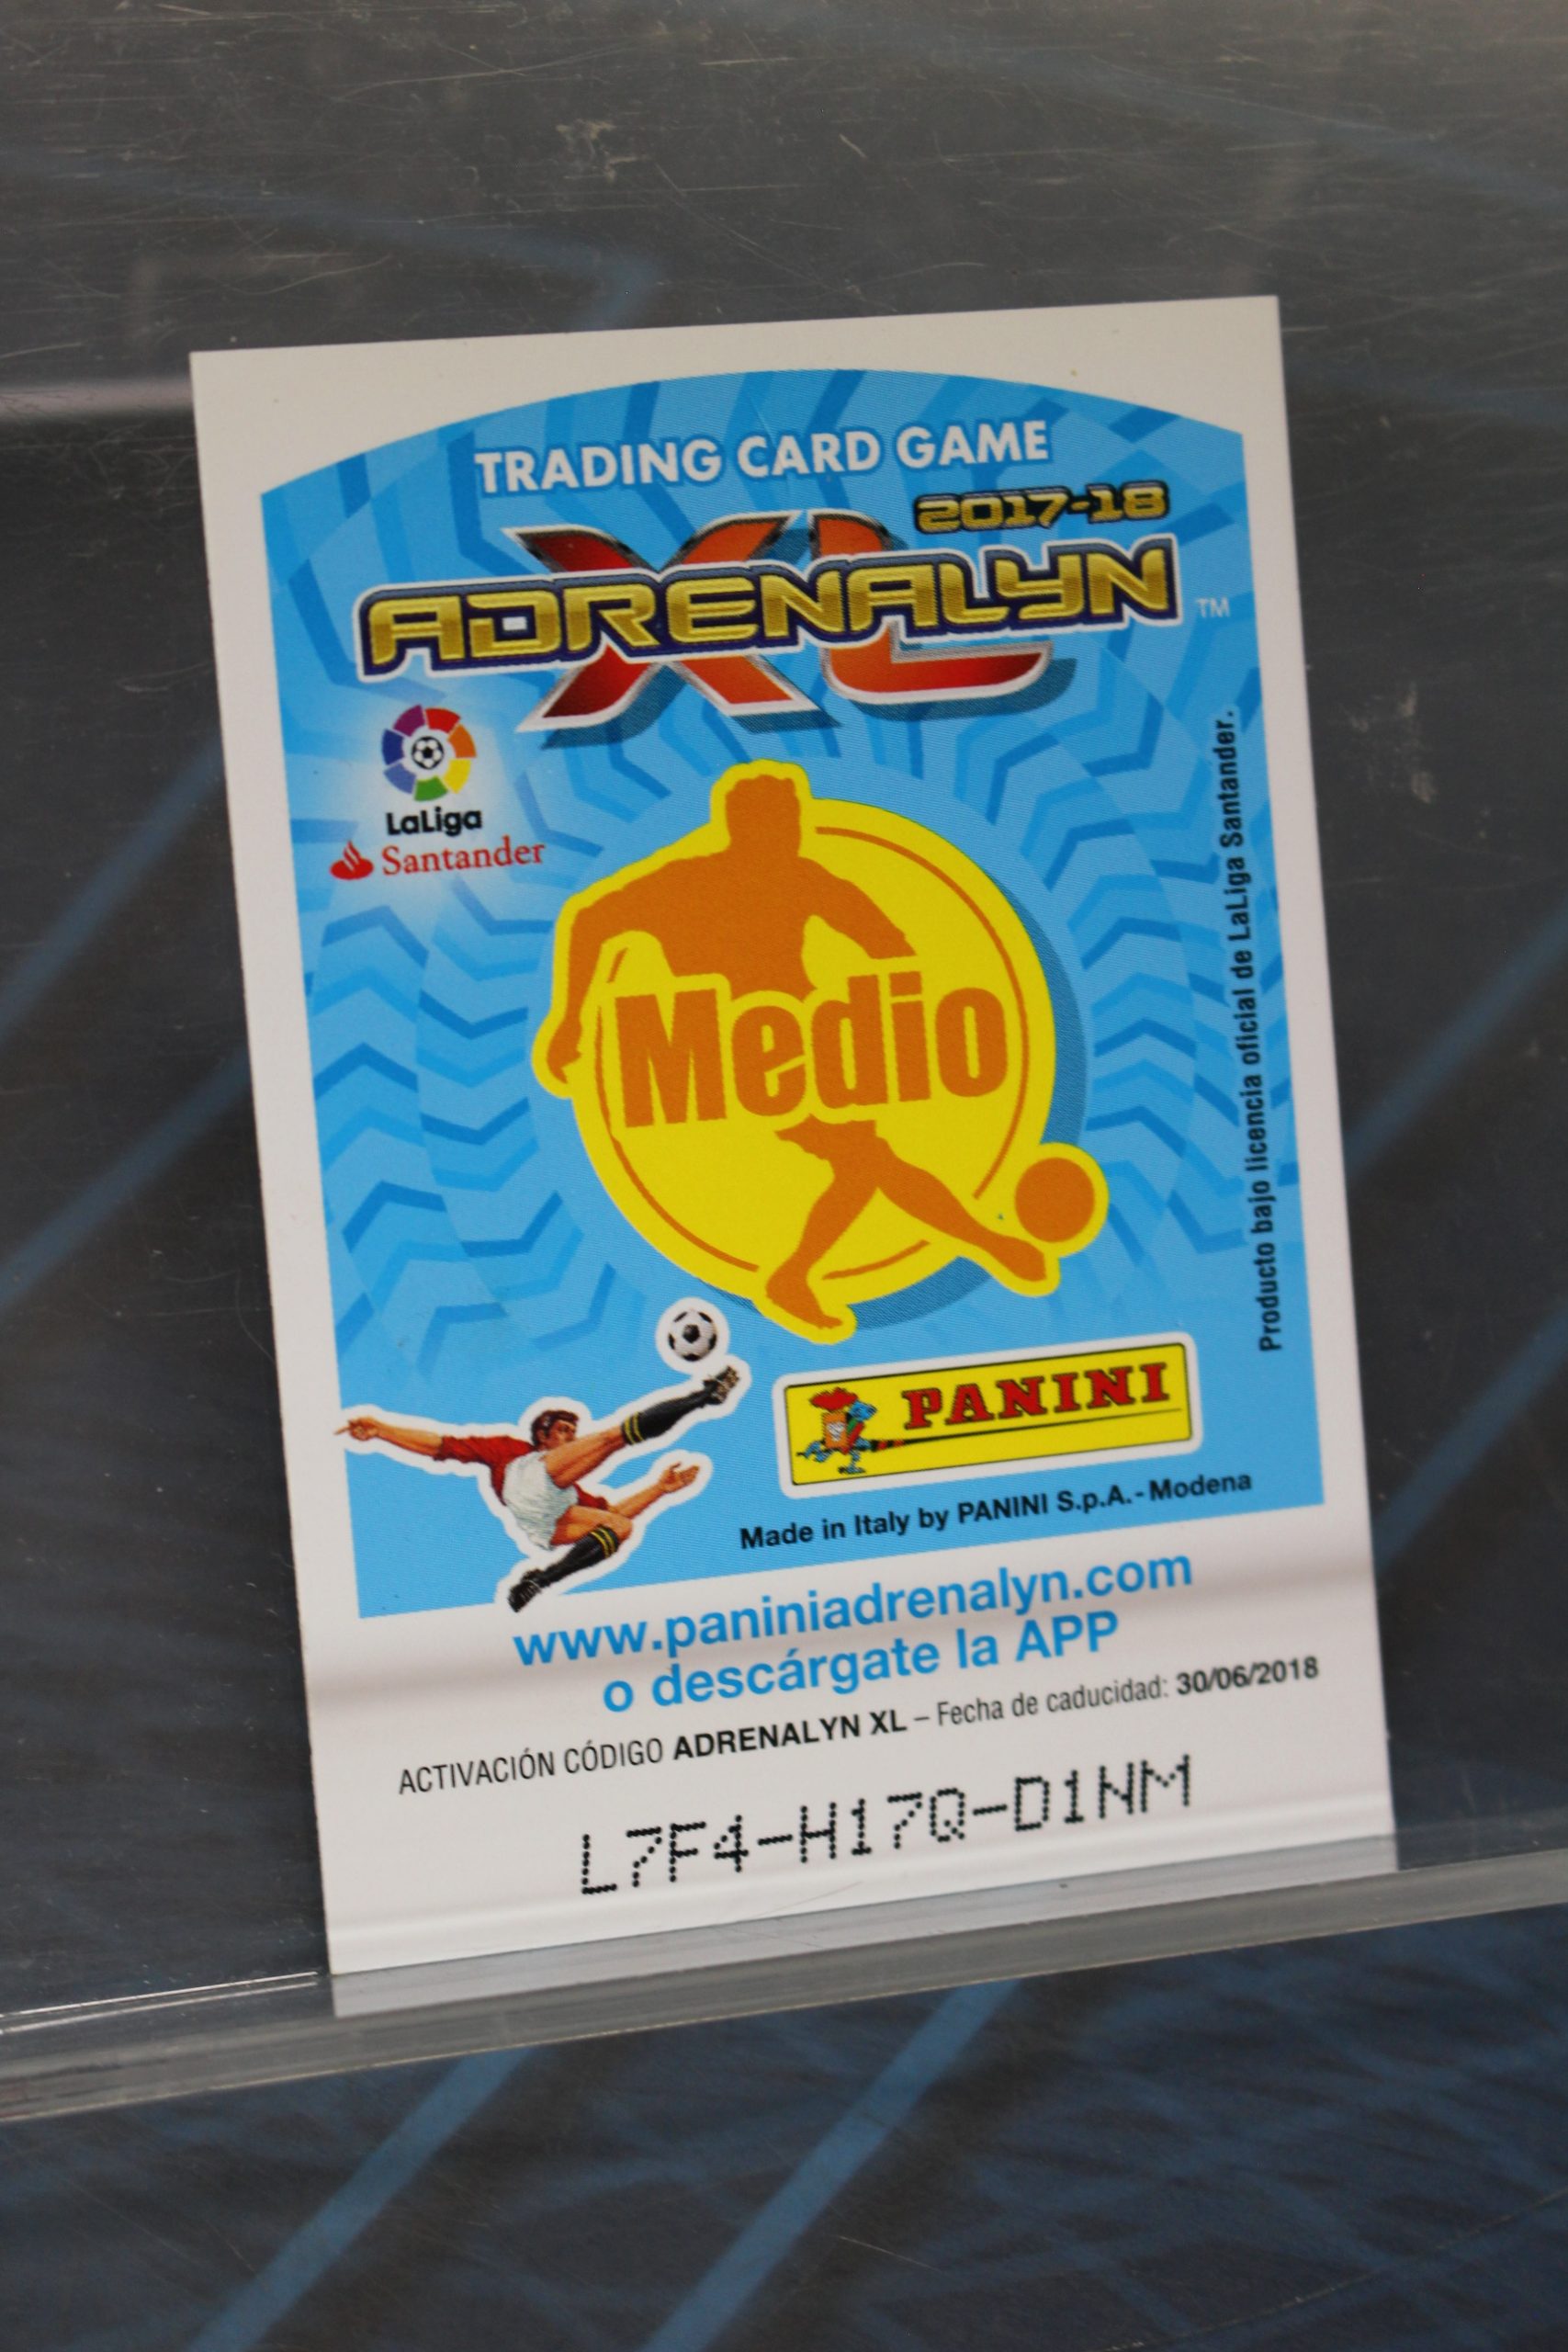 TRADING CARD GAME
2017-18
XL
ADRENALYN TM
LaLiga
Santander
Medio
Producto bajo licencia oficial de LaLiga Santander.
PANINI
Made in Italy by PANINI S.p.A.-Modena
www.paniniadrenalyn.com
o descárgate la APP
ACTIVACIÓN CÓDIGO ADRENALYN XL – Fecha de caducidad: 30/06/2018
L7F4-H17Q-D1NM